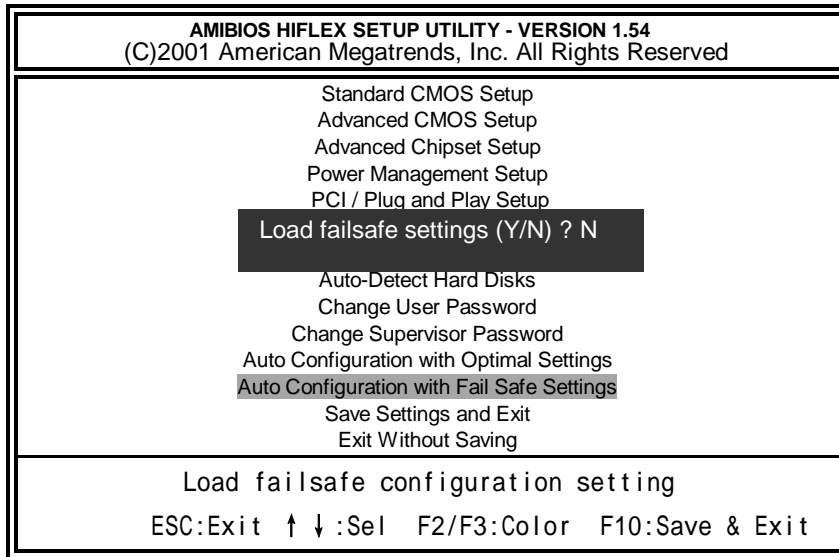 AMIBIOS HIFLEX SETUP UTILITY - VERSION 1.54
(C)2001 American Megatrends, Inc. All Rights Reserved
Standard CMOS Setup
Advanced CMOS Setup
Advanced Chipset Setup
Power Management Setup
PCI / Plug and Play Setup
Load failsafe settings (Y/N) ? N
Auto-Detect Hard Disks
Change User Password
Change Supervisor Password
Auto Configuration with Optimal Settings
Auto Configuration with Fail Safe Settings
Save Settings and Exit
Exit Without Saving
Load failsafe configuration setting
ESC:Exit ↑↓:Sel F2/F3:Color F10:Save & Exit